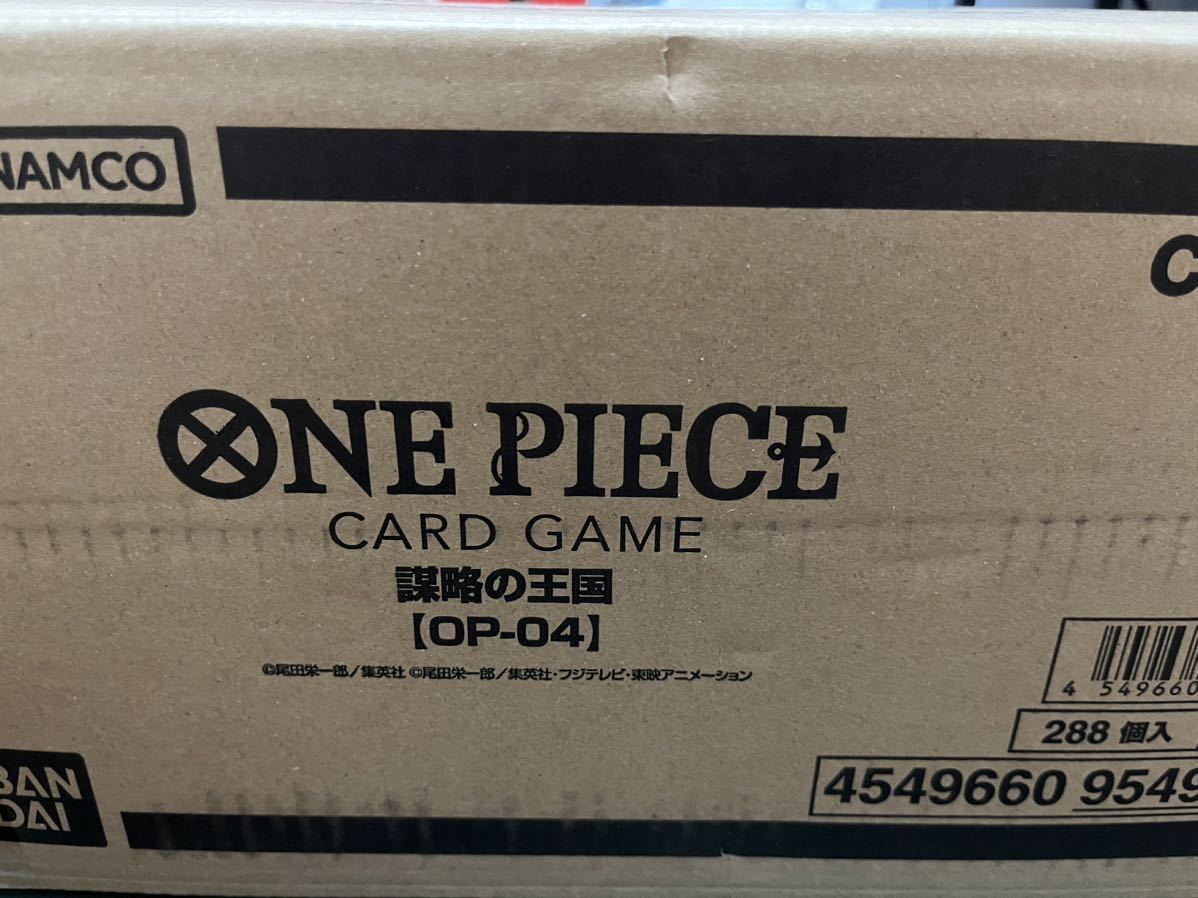 NAMCO
C
ONE PIECE
CARD GAME
謀略の王国
【OP-04】
©尾田栄一郎/集英社 ©尾田栄一郎/集英社・フジテレビ・東映アニメーション
4 549660
288 個入
4549660 9549
BAN
DAI